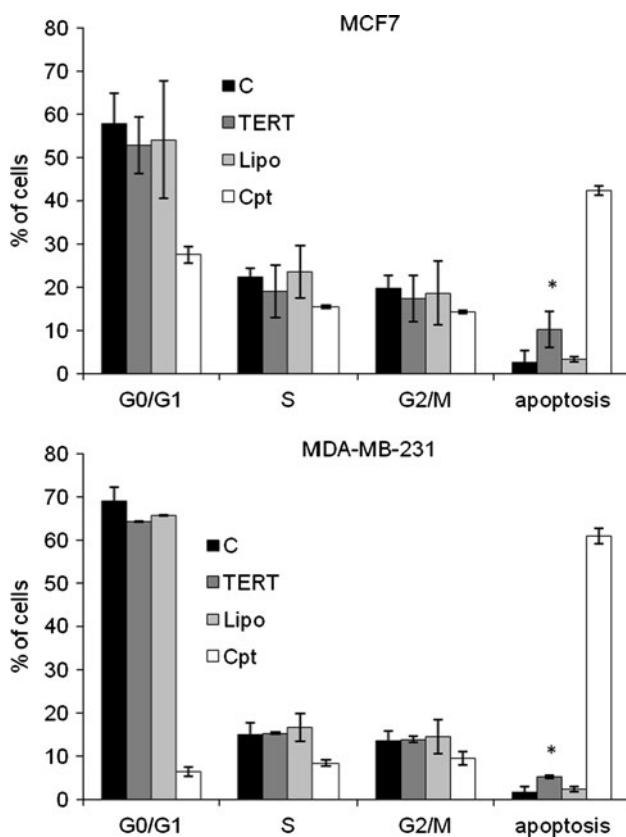 MCF7
80
70
60
50
40
30
20
10
0
% of cells
C
TERT
Lipo
Cpt
*
G0/G1 S G2/M apoptosis
MDA-MB-231
80
70
60
50
40
30
20
10
0
% of cells
C
TERT
Lipo
Cpt
*
G0/G1 S G2/M apoptosis